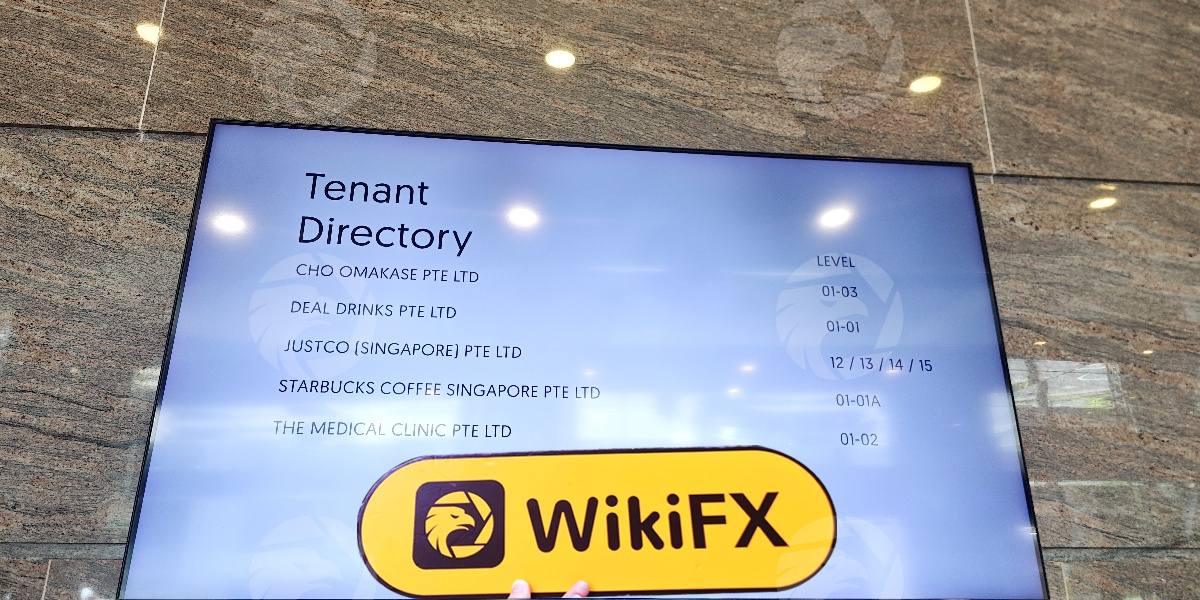 Tenant
Directory
LEVEL
CHO OMAKASE PTE LTD 01-03
DEAL DRINKS PTE LTD 01-01
JUSTCO (SINGAPORE) PTE LTD 12 / 13 / 14 / 15
STARBUCKS COFFEE SINGAPORE PTE LTD 01-01A
THE MEDICAL CLINIC PTE LTD 01-02
WikiFX